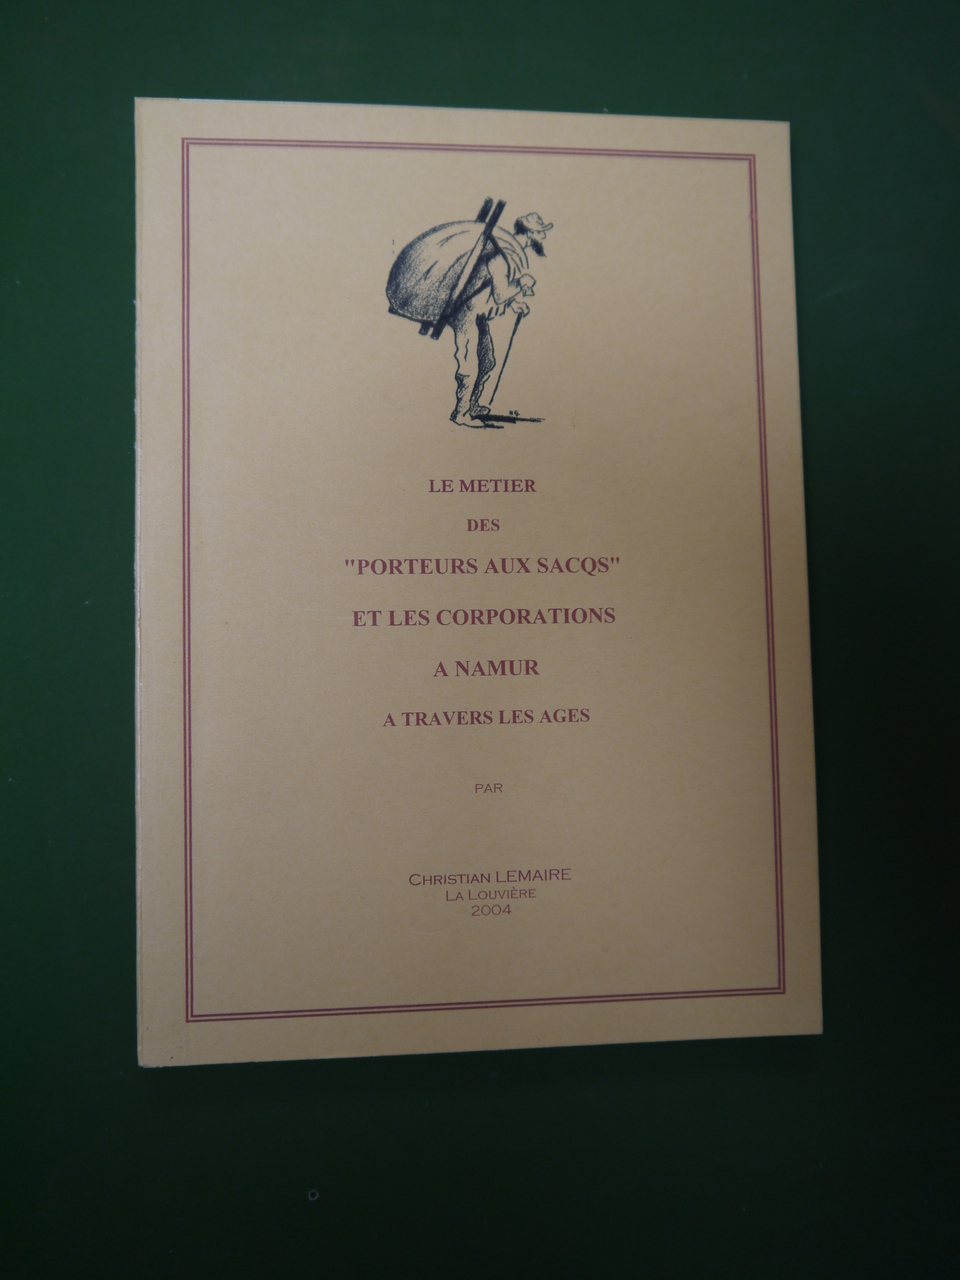 LE METIER
DES
"PORTEURS AUX SACQS"
ET LES CORPORATIONS
A NAMUR
A TRAVERS LES AGES
PAR
CHRISTIAN LEMAIRE
LA LOUVIÈRE
2004